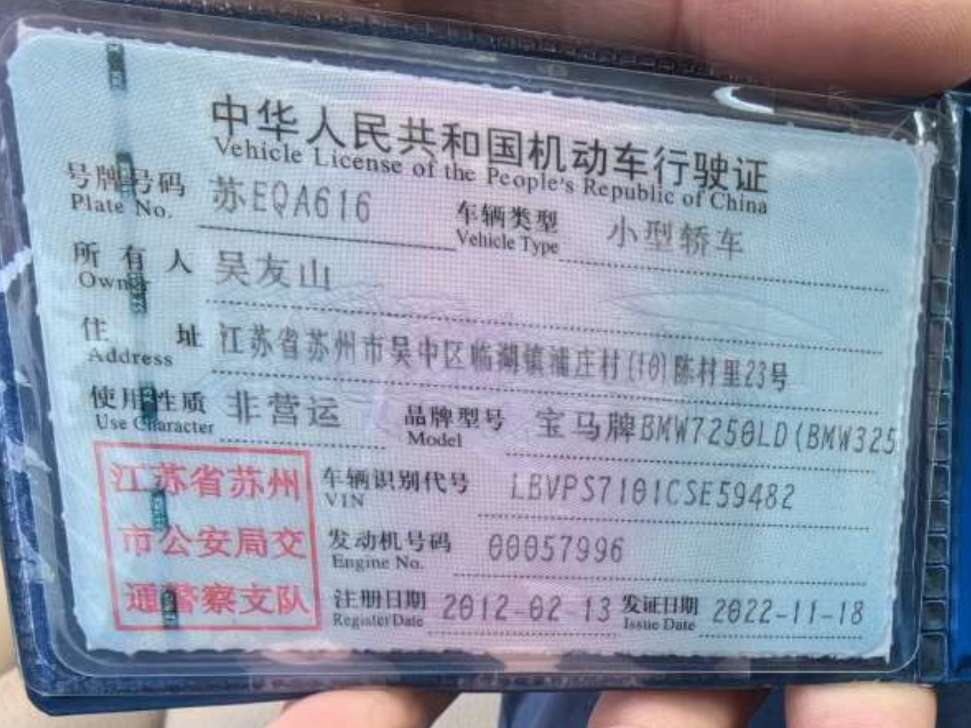 中华人民共和国机动车行驶证
Vehicle License of the People's Republic of China
号牌号码 苏EQA616 车辆类型 小型轿车
Plate No. Vehicle Type
所有人 吴友山
Owner
住址 江苏省苏州市吴中区临湖镇浦庄村(10)陈村里23号
Address
使用性质 非营运 品牌型号 宝马牌BMW7250LD(BMW325
Use Character Model
江苏省苏州 车辆识别代号 LBVPS7101CSE59482
VIN
市公安局交 发动机号码 00057996
Engine No.
通警察支队 注册日期 2012-02-13 发证日期 2022-11-18
Register Date Issue Date